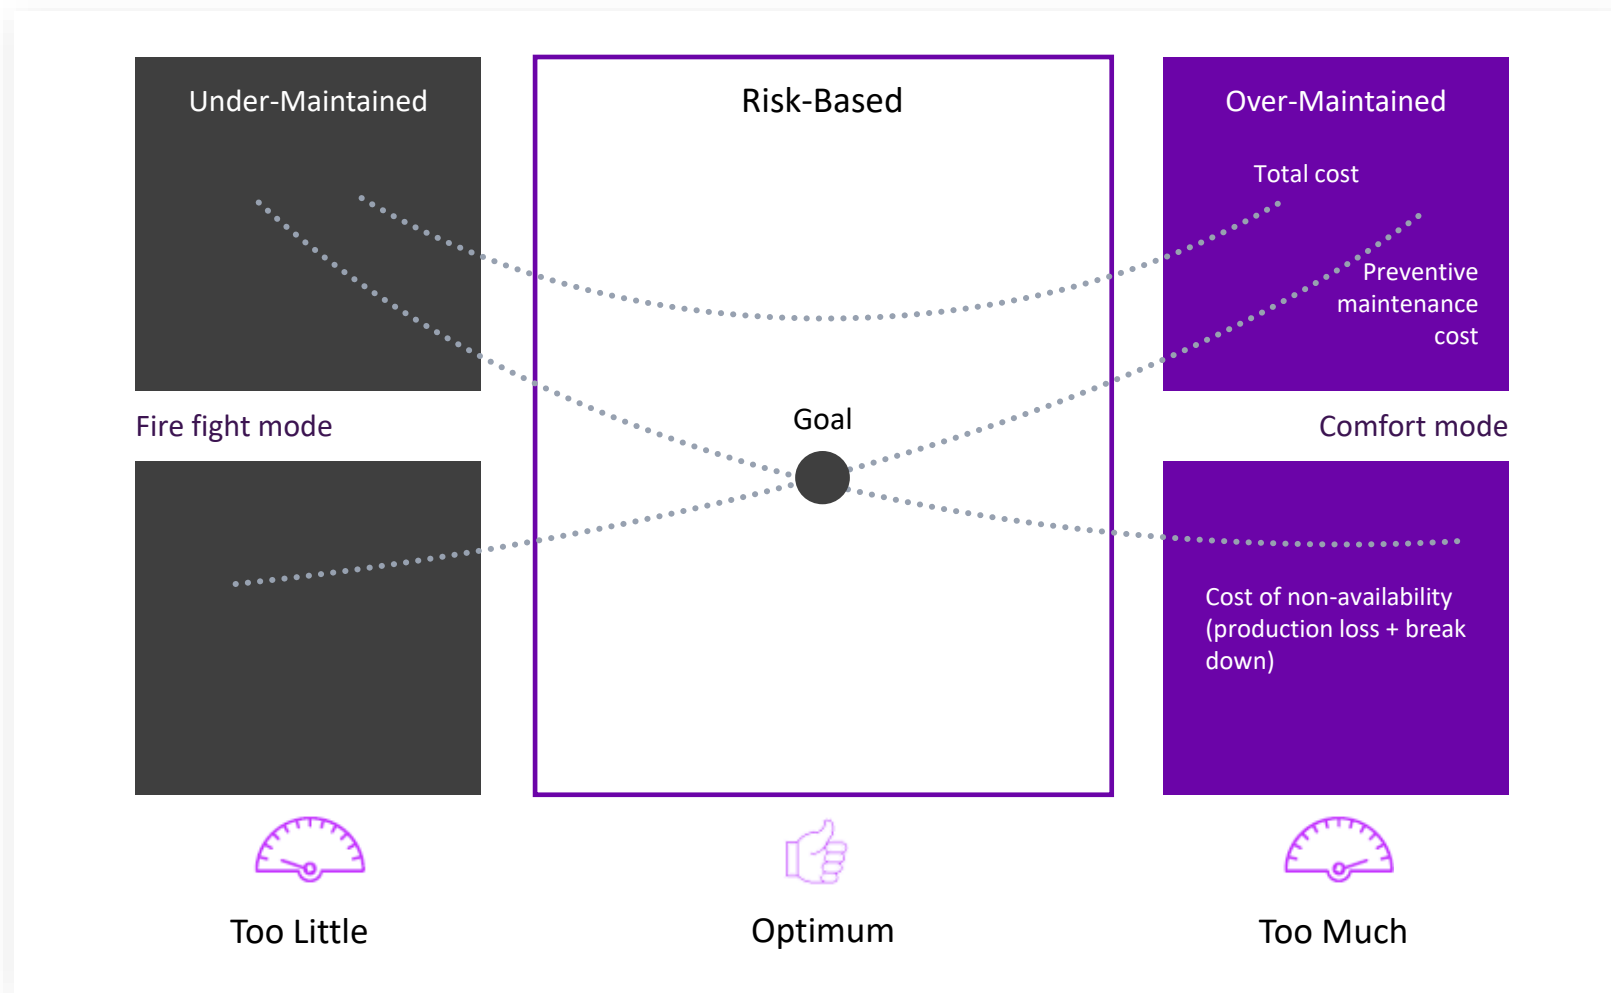 Under-Maintained
Risk-Based
Over-Maintained
Total cost
Preventive
maintenance
cost
Fire fight mode
Goal
Comfort mode
Cost of non-availability
(production loss + break
down)
Too Little
Optimum
Too Much